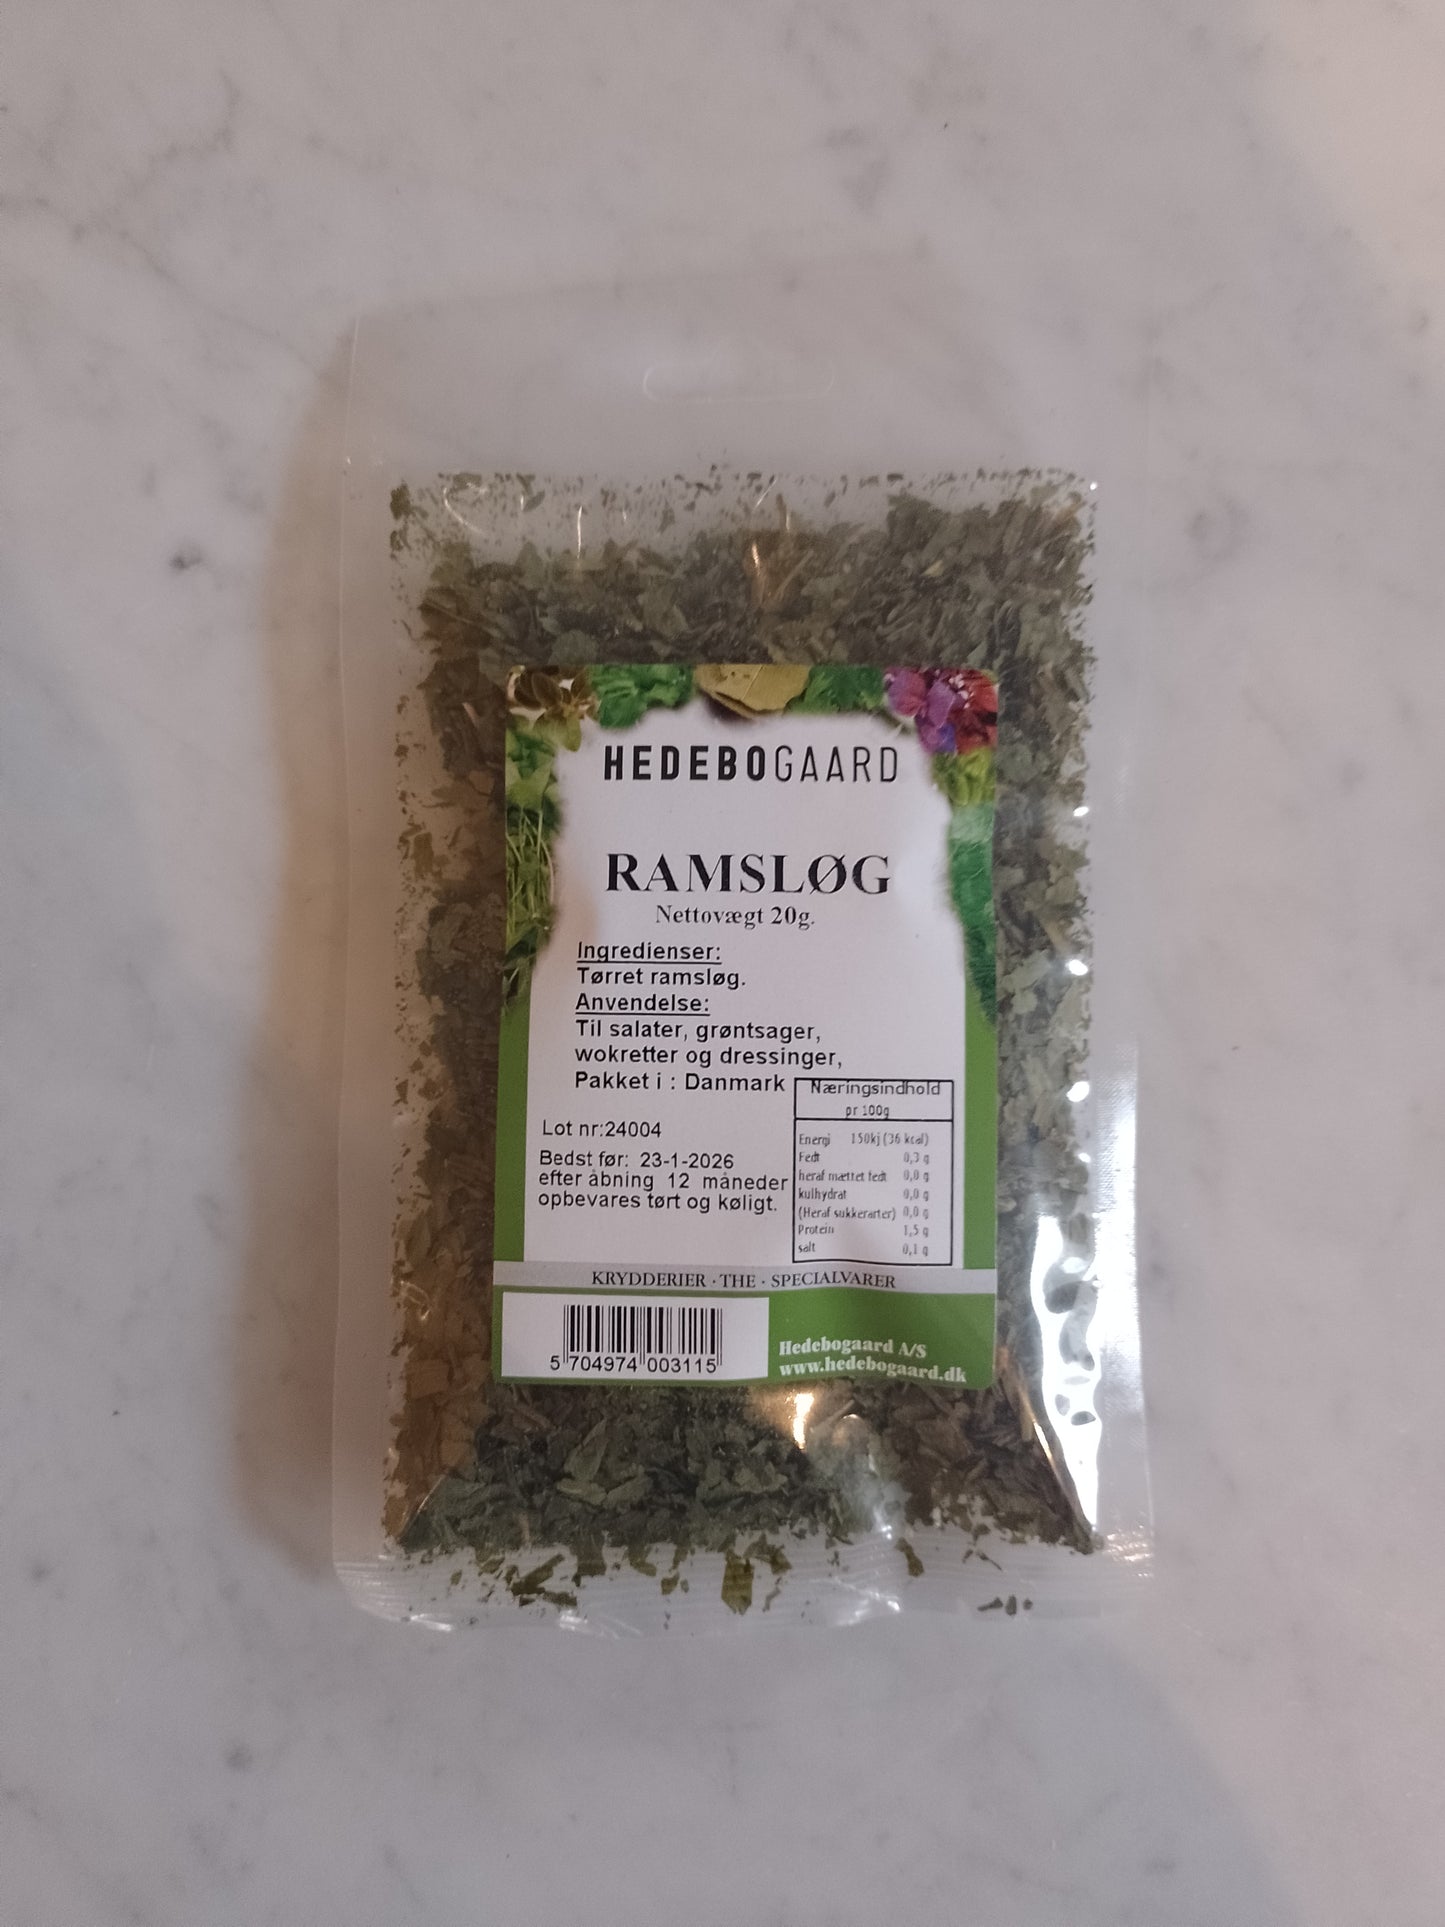 HEDEBOGAARD
RAMSLØG
Nettovægt 20g.
Ingredienser:
Tørret ramsløg.
Anvendelse:
Til salater, grøntsager,
wokretter og dressinger,
Pakket i : Danmark
Lot nr:24004
Bedst før: 23-1-2026
efter åbning 12 måneder
opbevares tørt og køligt.
Næringsindhold
pr 100g
Energi 150kj (36 kcal)
Fedt 0,3 g
heraf mættet fedt 0,0 g
kulhydrat 0,0 g
(Heraf sukkerarter) 0,0 g
Protein 1,5 g
salt 0,1 g
KRYDDERIER · THE · SPECIALVARER
5 704974 003115
Hedebogaard A/S
www.hedebogaard.dk